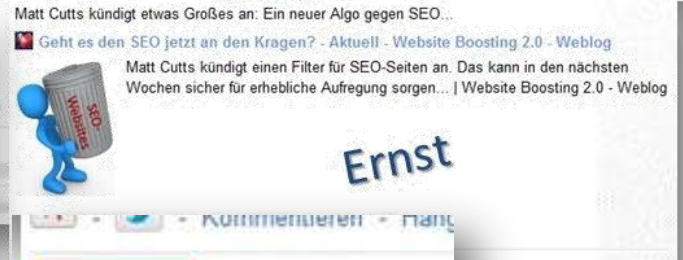 Matt Cutts kündigt etwas Großes an: Ein neuer Algo gegen SEO...
Geht es den SEO jetzt an den Kragen? - Aktuell - Website Boosting 2.0 - Weblog
Matt Cutts kündigt einen Filter für SEO-Seiten an. Das kann in den nächsten
Wochen sicher für erhebliche Aufregung sorgen... | Website Boosting 2.0 - Weblog
SEO-
Websites
Ernst
- Kommentieren -